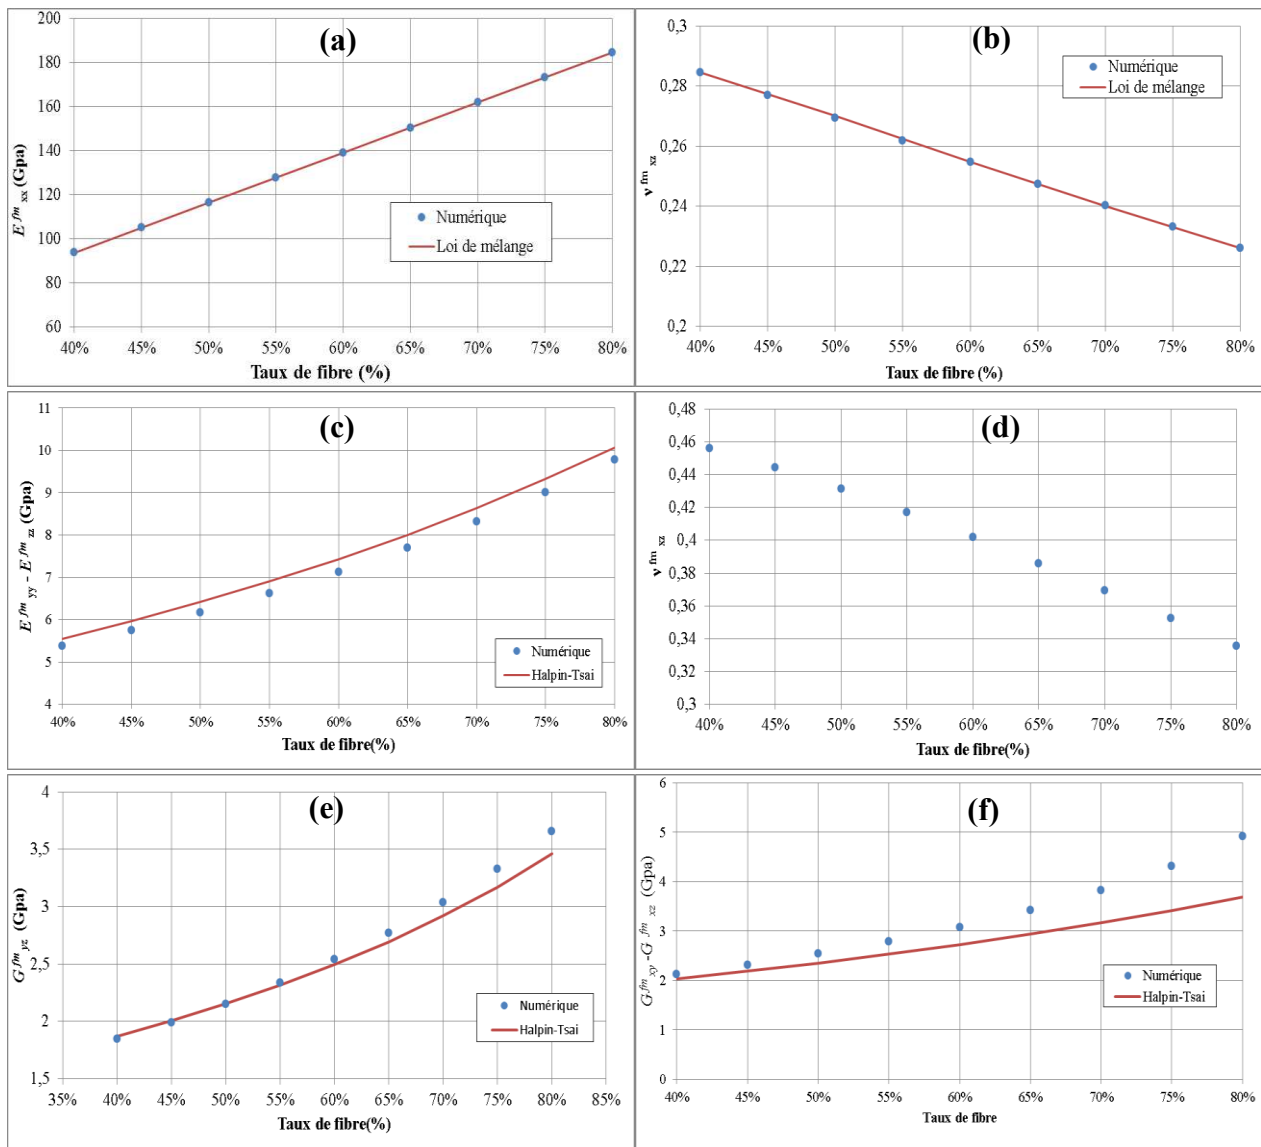 (a)
200
180
160
140
120
100
80
60
E fm xx (Gpa)
Numérique
Loi de mélange
40% 45% 50% 55% 60% 65% 70% 75% 80%
Taux de fibre (%)
(b)
0,3
0,28
0,26
0,24
0,22
0,2
ν fm xz
Numérique
Loi de mélange
40% 45% 50% 55% 60% 65% 70% 75% 80%
Taux de fibre (%)
(c)
11
10
9
8
7
6
5
4
E fm yy - E fm zz (Gpa)
Numérique
Halpin-Tsai
40% 45% 50% 55% 60% 65% 70% 75% 80%
Taux de fibre(%)
(d)
0,48
0,46
0,44
0,42
0,4
0,38
0,36
0,34
0,32
0,3
ν fm xz
40% 45% 50% 55% 60% 65% 70% 75% 80%
Taux de fibre(%)
(e)
4
3,5
3
2,5
2
1,5
G fm yz (Gpa)
Numérique
Halpin-Tsai
35% 40% 45% 50% 55% 60% 65% 70% 75% 80% 85%
Taux de fibre(%)
(f)
6
5
4
3
2
1
0
G fm xy - G fm xz (Gpa)
Numérique
Halpin-Tsai
40% 45% 50% 55% 60% 65% 70% 75% 80%
Taux de fibre